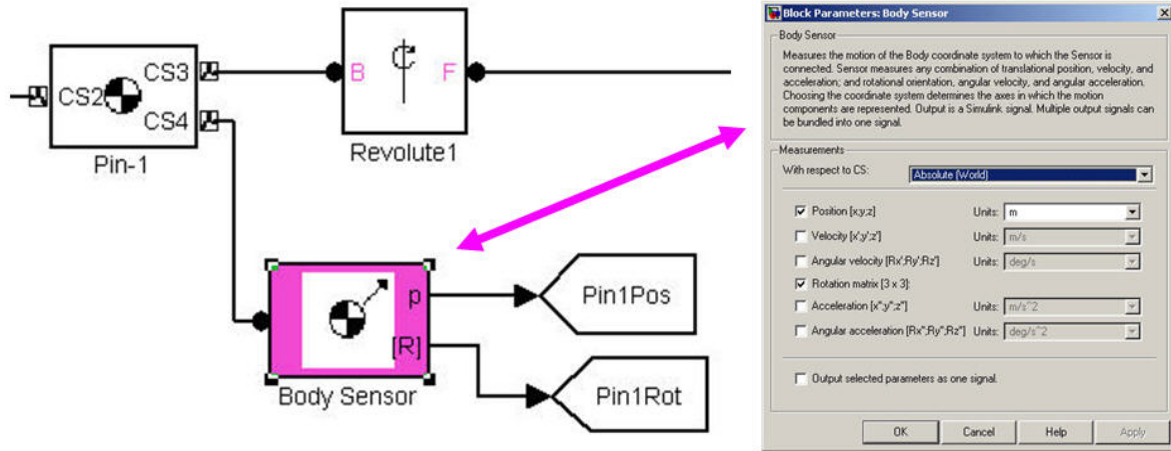 CS3
CS2
CS4
Pin-1
B
F
Revolute1
p
[R]
Body Sensor
Pin1Pos
Pin1Rot
Block Parameters: Body Sensor
Body Sensor
Measures the motion of the Body coordinate system to which the Sensor is
connected. Sensor measures any combination of translational position, velocity, and
acceleration; and rotational orientation, angular velocity, and angular acceleration.
Choosing the coordinate system determines the axes in which the motion
components are represented. Output is a Simulink signal. Multiple output signals can
be bundled into one signal.
Measurements
With respect to CS: Absolute (World)
Position [x;y;z] Units: m
Velocity [x';y';z'] Units: m/s
Angular velocity [Rx';Ry';Rz'] Units: deg/s
Rotation matrix [3 x 3]:
Acceleration [x";y";z"] Units: m/s^2
Angular acceleration [Rx";Ry";Rz"] Units: deg/s^2
Output selected parameters as one signal.
OK Cancel Help Apply